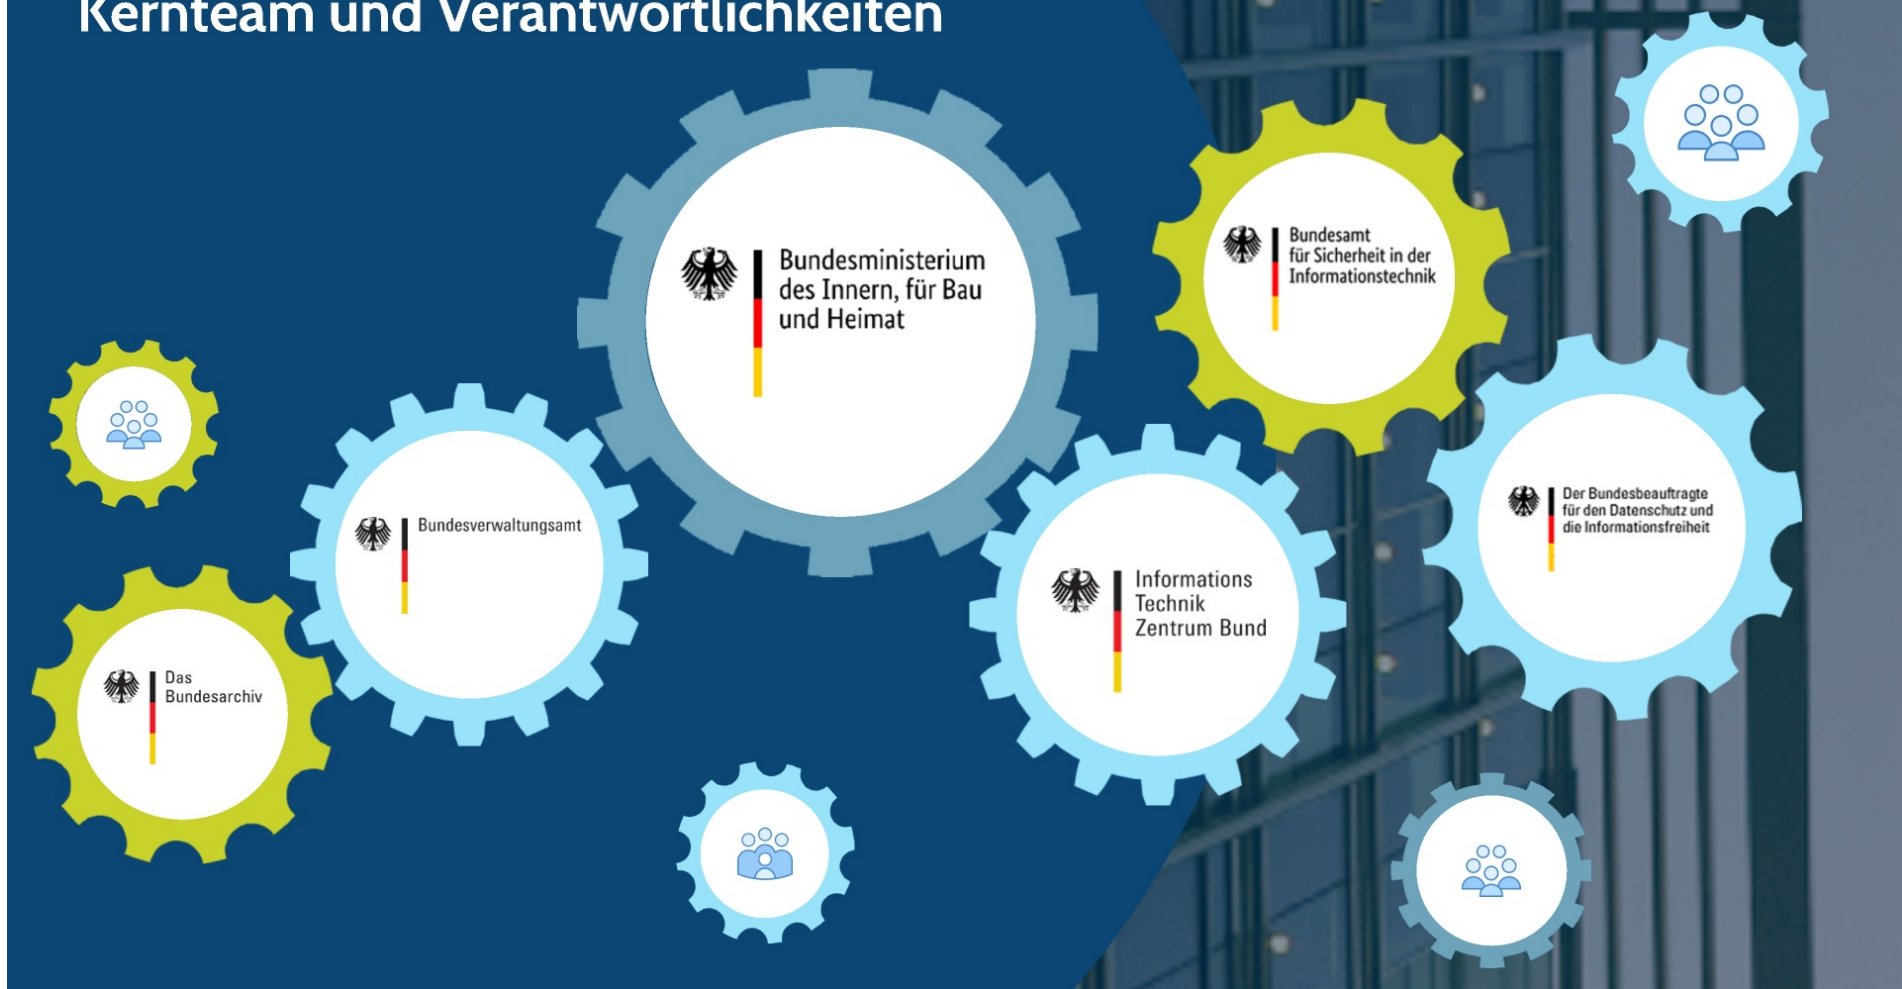 Kernteam und Verantwortlichkeiten
Bundesministerium
des Innern, für Bau
und Heimat
Bundesamt
für Sicherheit in der
Informationstechnik
Bundesverwaltungsamt
Der Bundesbeauftragte
für den Datenschutz und
die Informationsfreiheit
Informations
Technik
Zentrum Bund
Das
Bundesarchiv